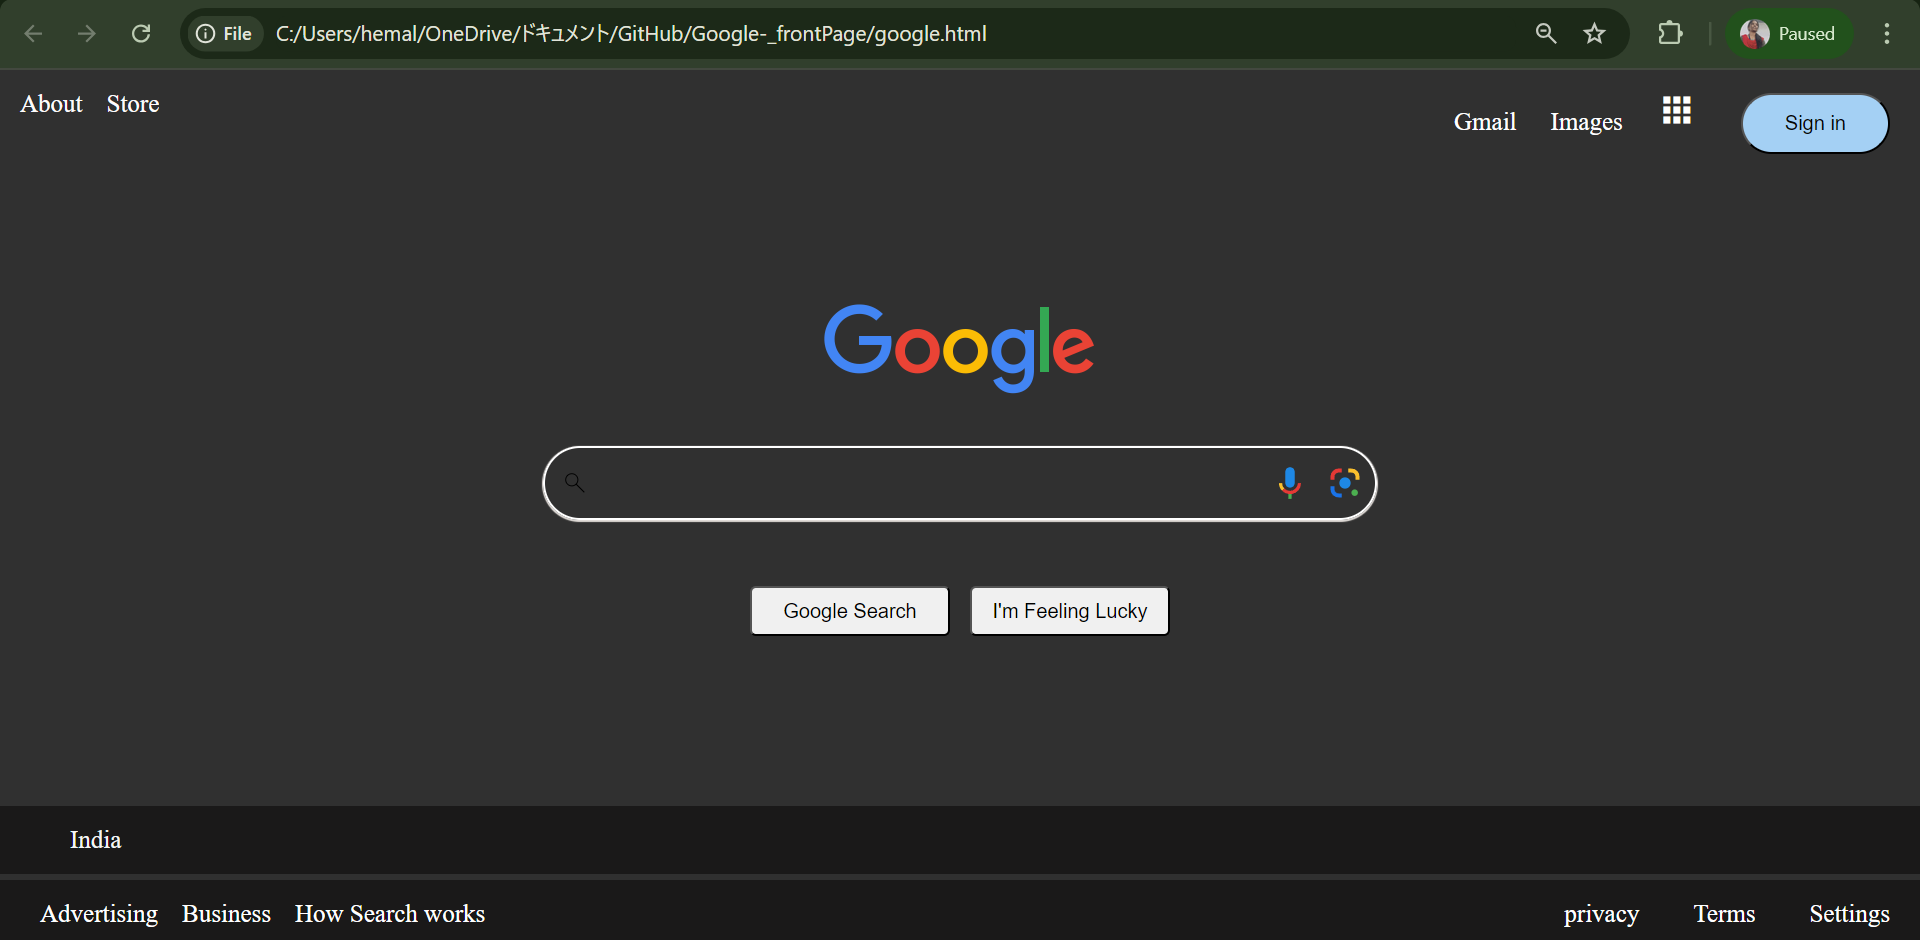 File C:/Users/hemal/OneDrive/ドキュメント/GitHub/Google-_frontPage/google.html Paused
About Store Gmail Images Sign in
Google
Google Search I'm Feeling Lucky
India
Advertising Business How Search works privacy Terms Settings